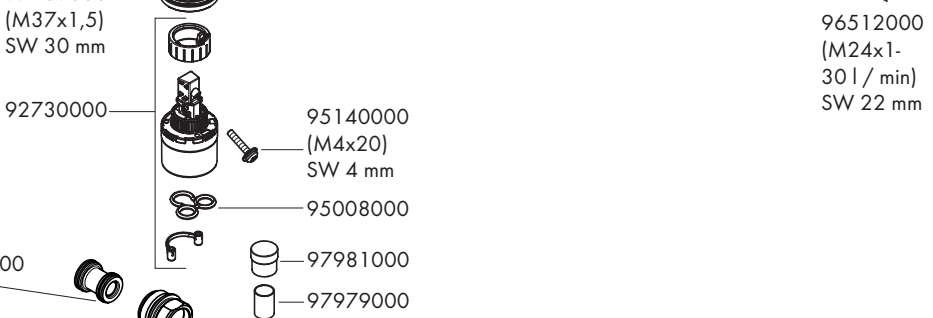 (M37x1,5)
SW 30 mm
92730000
95140000
(M4x20)
SW 4 mm
95008000
97981000
00
97979000
96512000
(M24x1-
30 l / min)
SW 22 mm